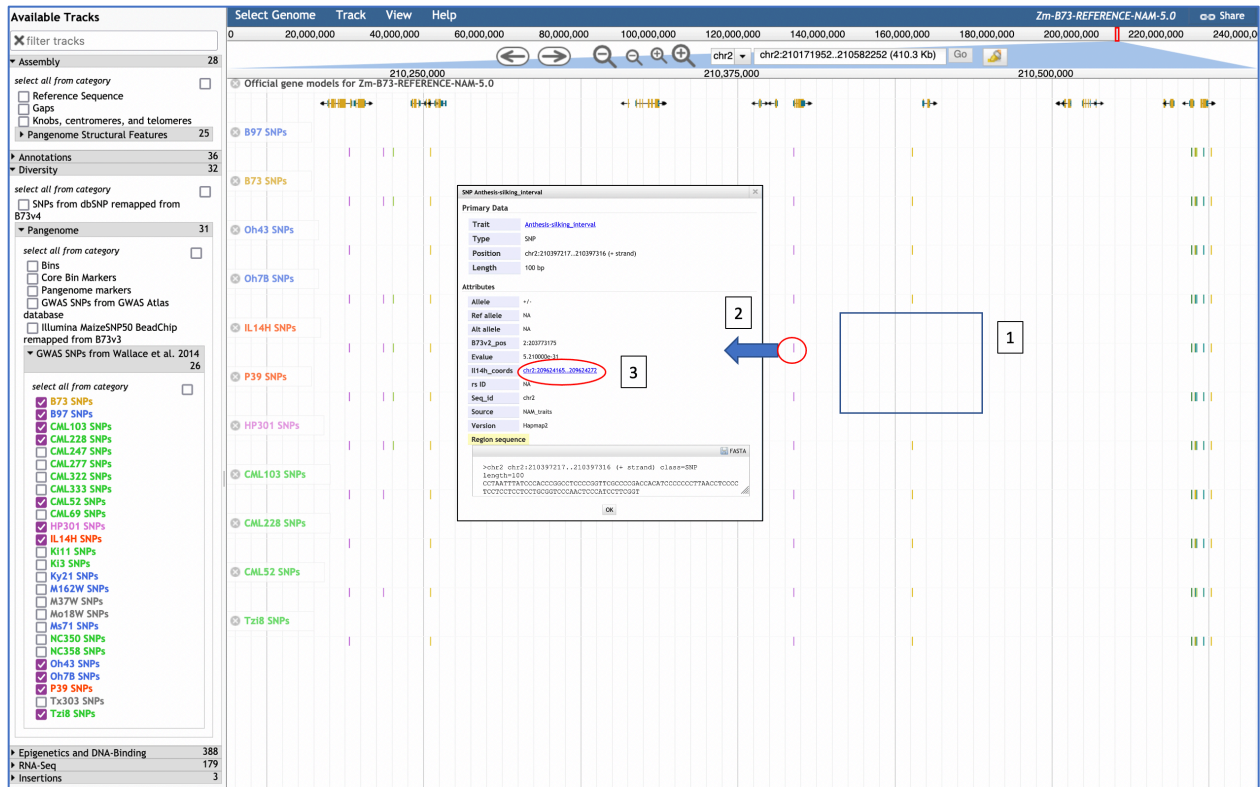 Available Tracks
filter tracks
Assembly 28
select all from category
Reference Sequence
Gaps
Knobs, centromeres, and telomeres
Pangenome Structural Features 25
Annotations 36
Diversity 32
select all from category
SNPs from dbSNP remapped from
B73v4
Pangenome 31
select all from category
Bins
Core Bin Markers
Pangenome markers
GWAS SNPs from GWAS Atlas
database
Illumina MaizeSNP50 BeadChip
remapped from B73v3
GWAS SNPs from Wallace et al. 2014
26
select all from category
B73 SNPs
B97 SNPs
CML103 SNPs
CML228 SNPs
CML247 SNPs
CML277 SNPs
CML322 SNPs
CML333 SNPs
CML52 SNPs
CML69 SNPs
HP301 SNPs
IL14H SNPs
Ki11 SNPs
Ki3 SNPs
Ky21 SNPs
M162W SNPs
M37W SNPs
Mo18W SNPs
Ms71 SNPs
NC350 SNPs
NC358 SNPs
Oh43 SNPs
Oh7B SNPs
P39 SNPs
Tx303 SNPs
Tzi8 SNPs
Epigenetics and DNA-Binding 388
RNA-Seq 179
Insertions 3
Select Genome Track View Help Zm-B73-REFERENCE-NAM-5.0 Share
0 20,000,000 40,000,000 60,000,000 80,000,000 100,000,000 120,000,000 140,000,000 160,000,000 180,000,000 200,000,000 220,000,000 240,000,0
chr2 chr2:210171952..210582252 (410.3 Kb) Go
210,250,000 210,375,000 210,500,000
Official gene models for Zm-B73-REFERENCE-NAM-5.0
B97 SNPs
B73 SNPs
Oh43 SNPs
Oh7B SNPs
IL14H SNPs
P39 SNPs
HP301 SNPs
CML103 SNPs
CML228 SNPs
CML52 SNPs
Tzi8 SNPs
SNP Anthesis-silking_interval
Primary Data
Trait Anthesis-silking_interval
Type SNP
Position chr2:210397217..210397316 (+ strand)
Length 100 bp
Attributes
Allele +/-
Ref allele NA
Alt allele NA
B73v2_pos 2:203773175
Evalue 5.210000e-31
Il14h_coords chr2:209624165..209624272
rs ID NA
Seq_id chr2
Source NAM_traits
Version Hapmap2
Region sequence
FASTA
>chr2 chr2:210397217..210397316 (+ strand) class=SNP
length=100
CCTAATTTATCCCACCCGGCCTCCCCGGTTCGCCCCGACCACATCCCCCCCTTAACCTCCCC
TCCTCCTCCTCCTGCGGTCCCAACTCCCATCCTTCGGT
OK
2
1
3